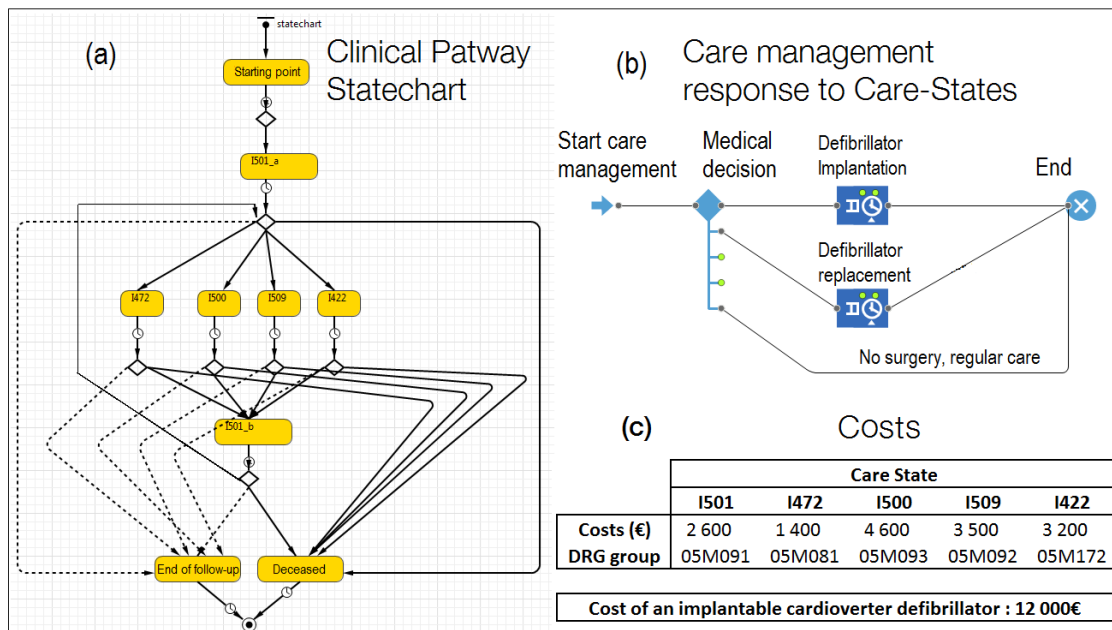 statechart
(a)
Clinical Patway
Statechart
Starting point
I501_a
I472
I500
I509
I422
I501_b
End of follow-up
Deceased
(b)
Care management
response to Care-States
Start care
management
Medical
decision
Defibrillator
Implantation
End
Defibrillator
replacement
No surgery, regular care
(c)
Costs
Care State
I501 I472 I500 I509 I422
Costs (€) 2 600 1 400 4 600 3 500 3 200
DRG group 05M091 05M081 05M093 05M092 05M172
Cost of an implantable cardioverter defibrillator : 12 000€